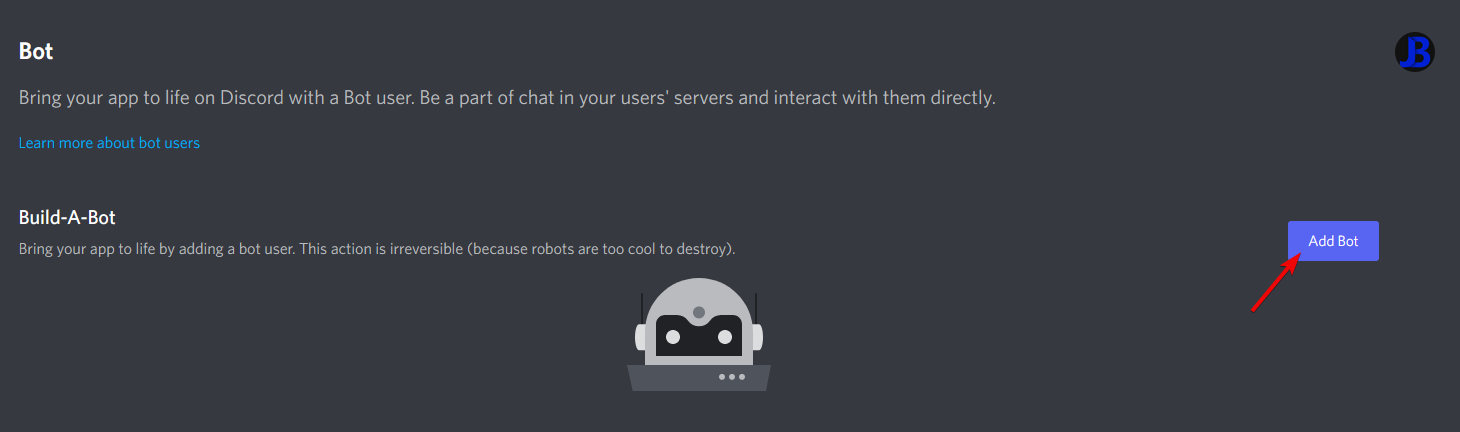 Bot
JB
Bring your app to life on Discord with a Bot user. Be a part of chat in your users' servers and interact with them directly.
Learn more about bot users
Build-A-Bot
Add Bot
Bring your app to life by adding a bot user. This action is irreversible (because robots are too cool to destroy).